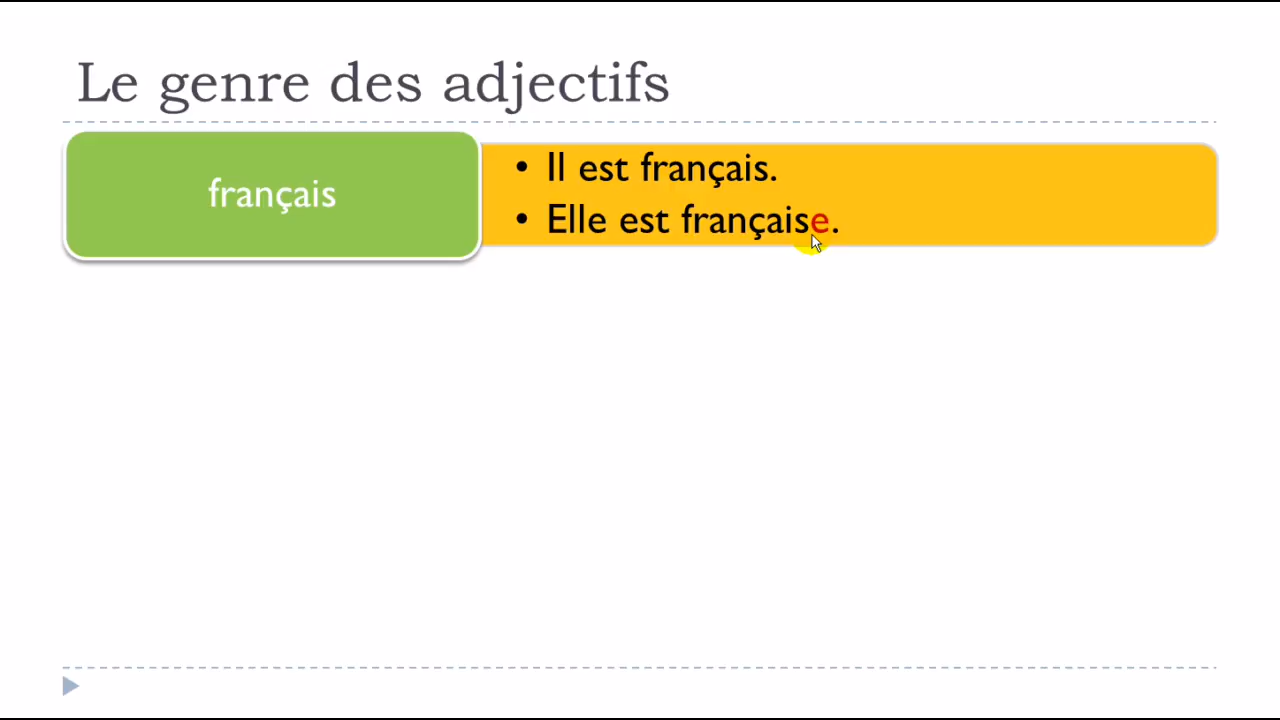 Le genre des adjectifs
français
• Il est français.
• Elle est française.